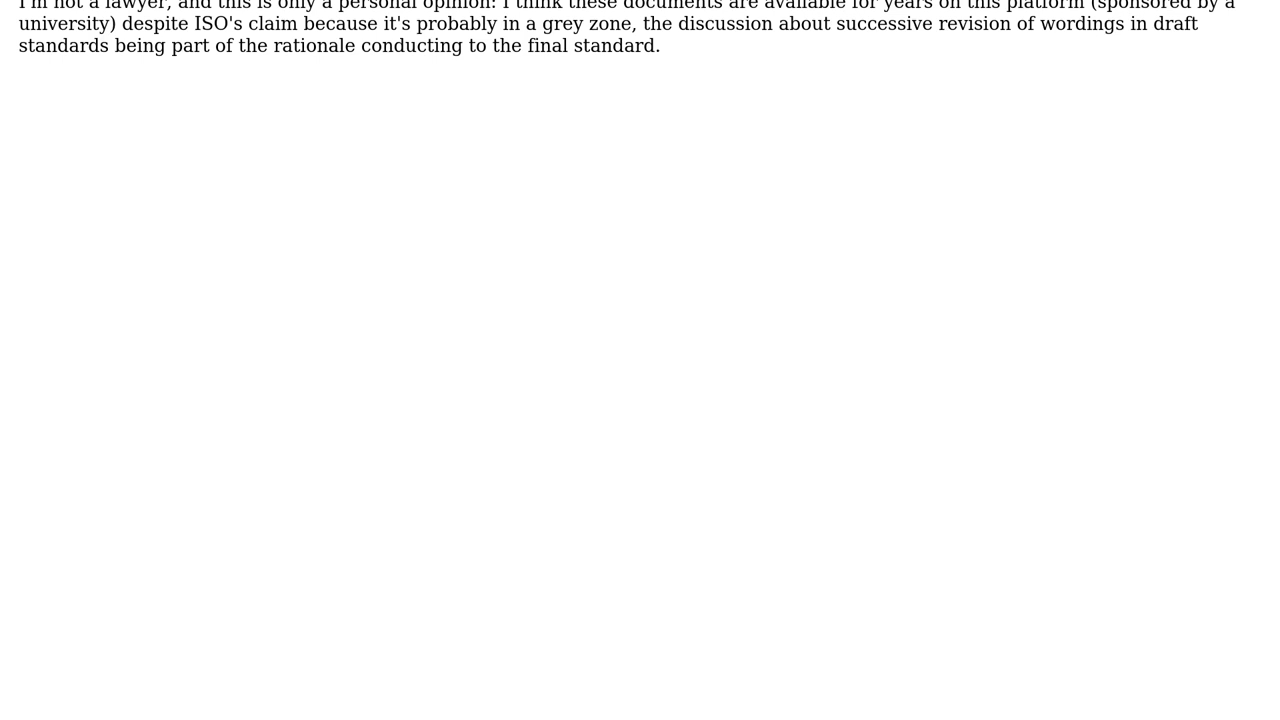 I'm not a lawyer, and this is only a personal opinion: I think these documents are available for years on this platform (sponsored by a
university) despite ISO's claim because it's probably in a grey zone, the discussion about successive revision of wordings in draft
standards being part of the rationale conducting to the final standard.